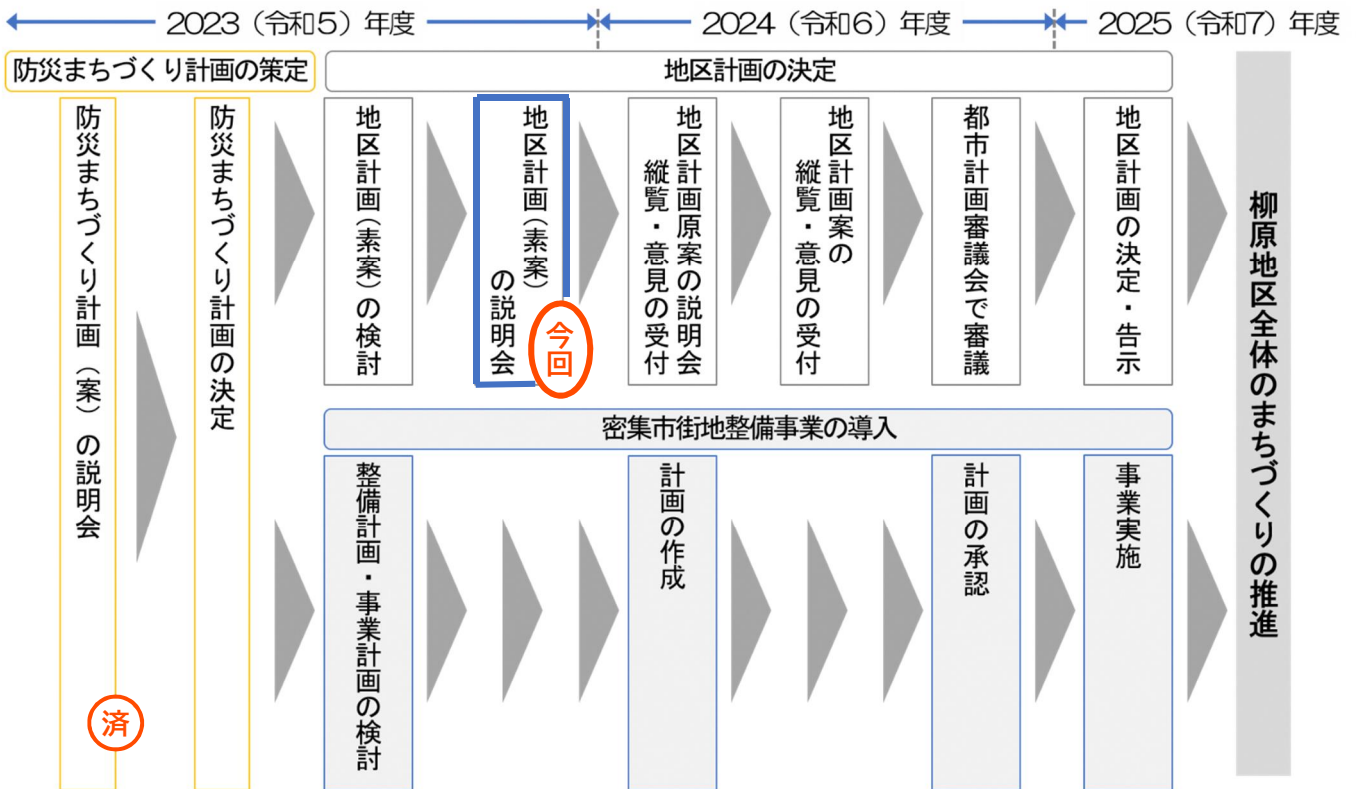 2023（令和5）年度
2024（令和6）年度
2025（令和7）年度
防災まちづくり計画の策定
地区計画の決定
防災まちづくり計画（案）の説明会
済
防災まちづくり計画の決定
地区計画（素案）の検討
地区計画（素案）
の説明会
今回
地区計画原案の説明会
縦覧・意見の受付
地区計画案の
縦覧・意見の受付
都市計画審議会で審議
地区計画の決定・告示
密集市街地整備事業の導入
整備計画・事業計画の検討
計画の作成
計画の承認
事業実施
柳原地区全体のまちづくりの推進